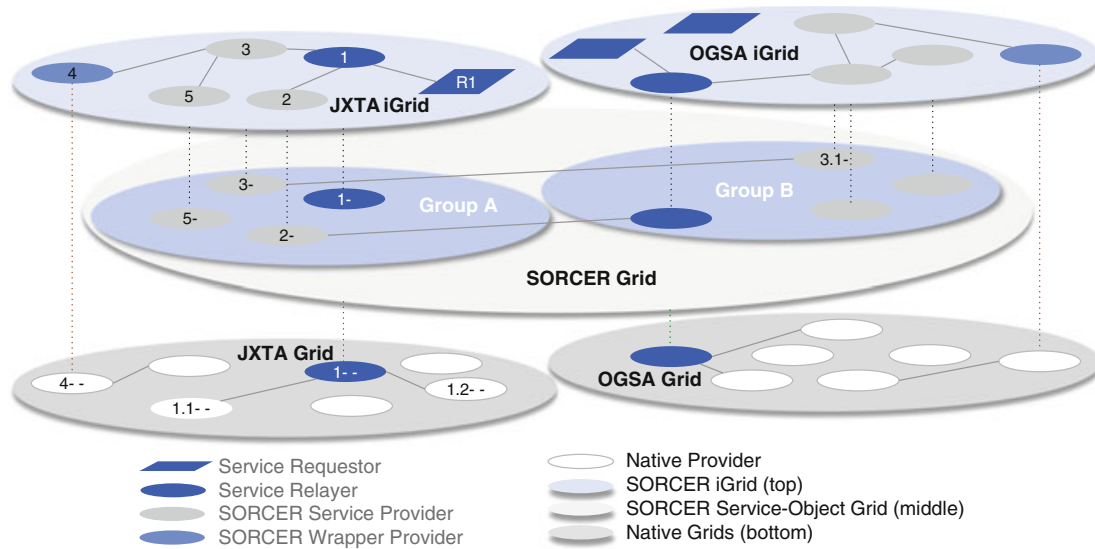 3
1
4
R1
5
2
JXTA iGrid
OGSA iGrid
3-
1-
5-
2-
Group A
3.1-
Group B
SORCER Grid
JXTA Grid
1- -
4- -
1.1- -
1.2- -
OGSA Grid
Service Requestor
Service Relayer
SORCER Service Provider
SORCER Wrapper Provider
Native Provider
SORCER iGrid (top)
SORCER Service-Object Grid (middle)
Native Grids (bottom)